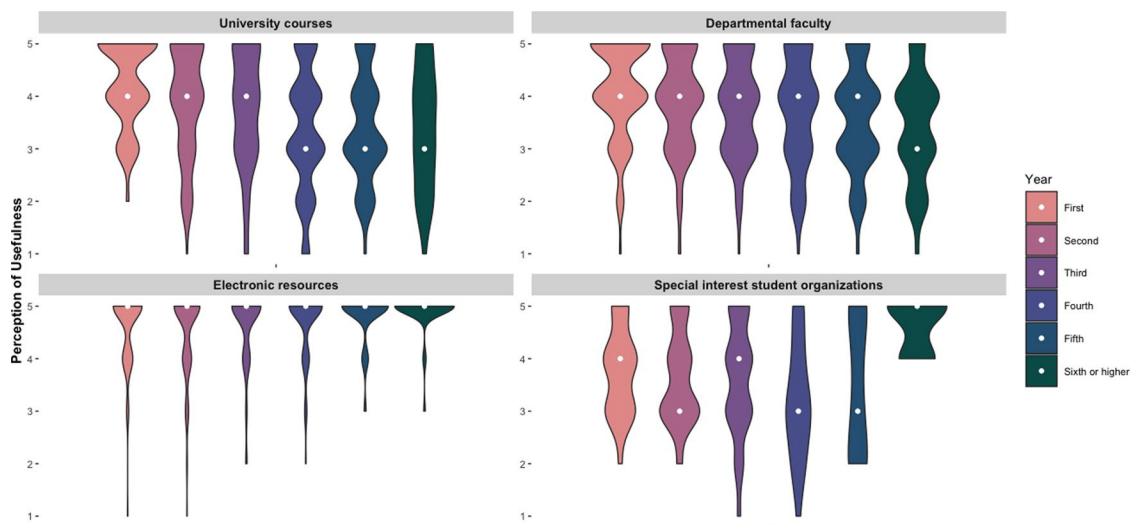 University courses
Departmental faculty
5
4
3
2
1
5
4
3
2
1
Perception of Usefulness
Electronic resources
Special interest student organizations
5
4
3
2
1
5
4
3
2
1
Year
First
Second
Third
Fourth
Fifth
Sixth or higher